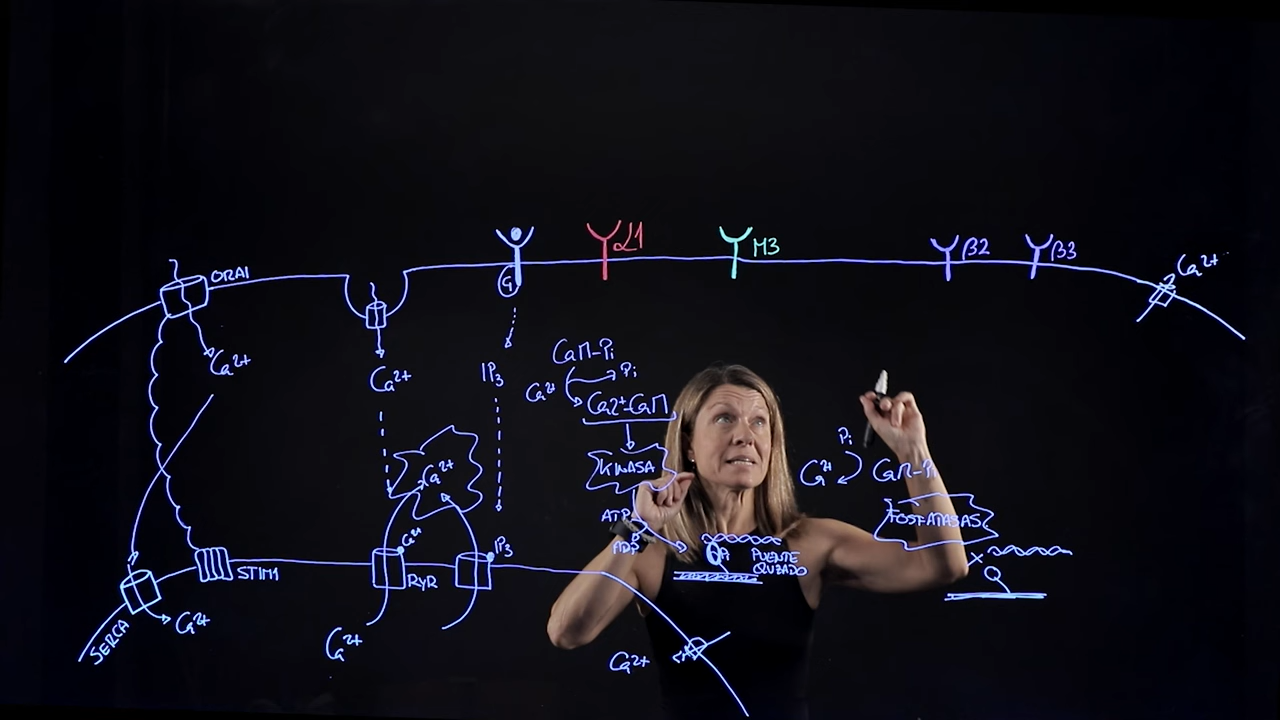 α1
M3
β2
β3
ORAI
Ca2+
G
Ca2+
Ca2+
IP3
CaM-Pi
Pi
Ca2+
Ca2+-CaM
KINASA
ATP
ADP
Ca2+
Ca2+
IP3
STIM1
RyR
SERCA
Ca2+
Ca2+
Ca2+
PUENTE
CRUZADO
Pi
Ca2+
CaM-Pi
FOSFATASAS
X